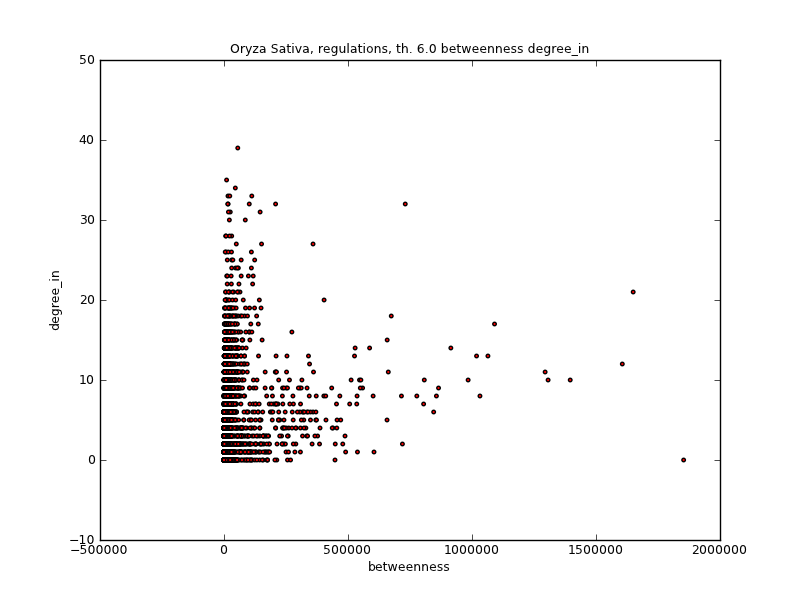 Oryza Sativa, regulations, th. 6.0 betweenness degree_in
50
40
30
20
10
0
−10
degree_in
−500000 0 500000 1000000 1500000 2000000
betweenness